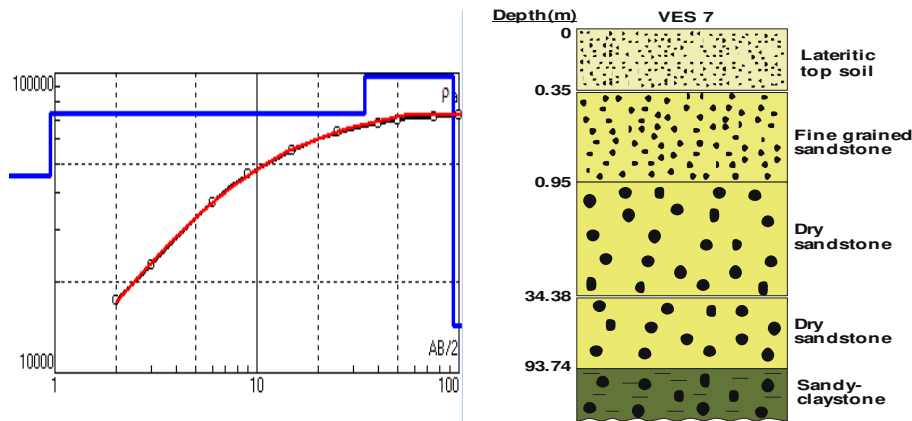 100000
ρa
10000
AB/2
1
10
100
Depth(m)
VES 7
0
Lateritic
top soil
0.35
Fine grained
sandstone
0.95
Dry
sandstone
34.38
Dry
sandstone
93.74
Sandy-
claystone